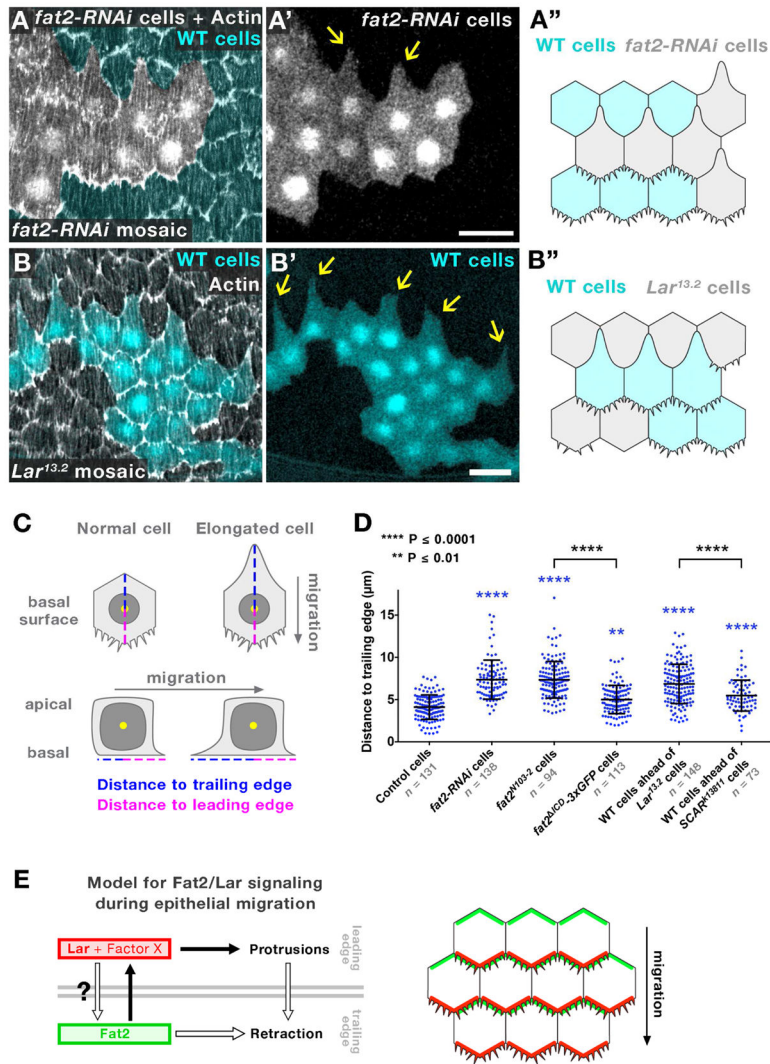 A
fat2-RNAi cells + Actin
WT cells
fat2-RNAi mosaic
A'
fat2-RNAi cells
A"
WT cells fat2-RNAi cells
B
WT cells
Actin
Lar13.2 mosaic
B'
WT cells
B"
WT cells Lar13.2 cells
C
Normal cell Elongated cell
basal
surface
migration
migration
apical
basal
Distance to trailing edge
Distance to leading edge
D
**** P ≤ 0.0001
** P ≤ 0.01
**** ****
**** **** ** **** ****
Distance to trailing edge (µm)
20
15
10
5
0
Control cells
n = 131
fat2-RNAi cells
n = 138
fat2N103-2 cells
n = 94
fat2ΔICD-3xGFP cells
n = 113
WT cells ahead of
Lar13.2 cells
n = 148
WT cells ahead of
SCARk13811 cells
n = 73
E
Model for Fat2/Lar signaling
during epithelial migration
Lar + Factor X
Protrusions
leading
edge
?
Fat2
Retraction
trailing
edge
migration